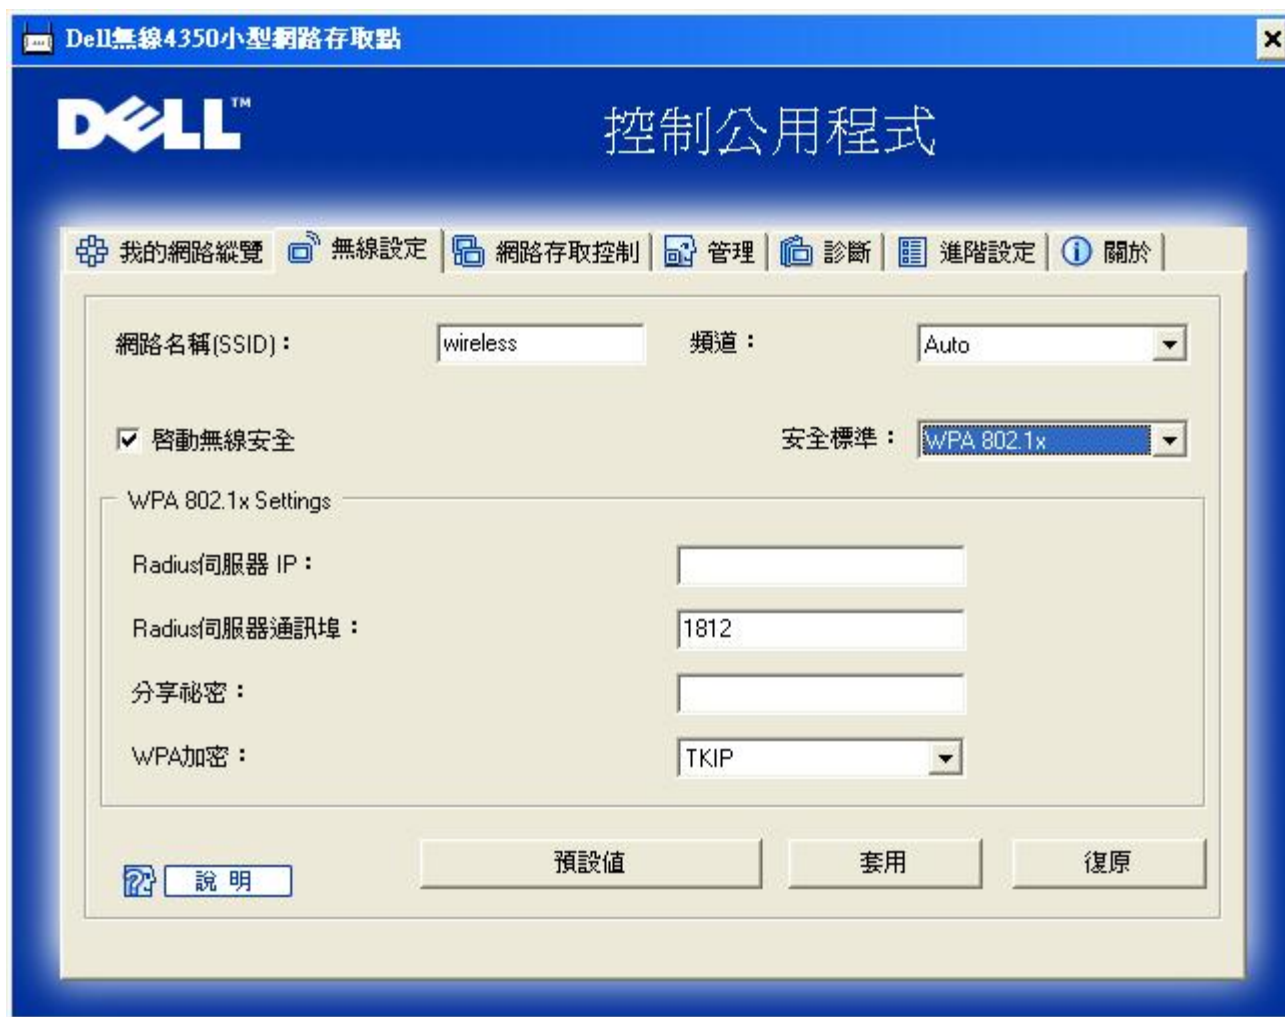 Dell無線4350小型網路存取點
DELL™ 控制公用程式
我的網路縱覽 無線設定 網路存取控制 管理 診斷 進階設定 關於
網路名稱(SSID)： wireless 頻道： Auto
啓動無線安全 安全標準： WPA 802.1x
WPA 802.1x Settings
Radius伺服器 IP：
Radius伺服器通訊埠： 1812
分享祕密：
WPA加密： TKIP
說 明 預設值 套用 復原